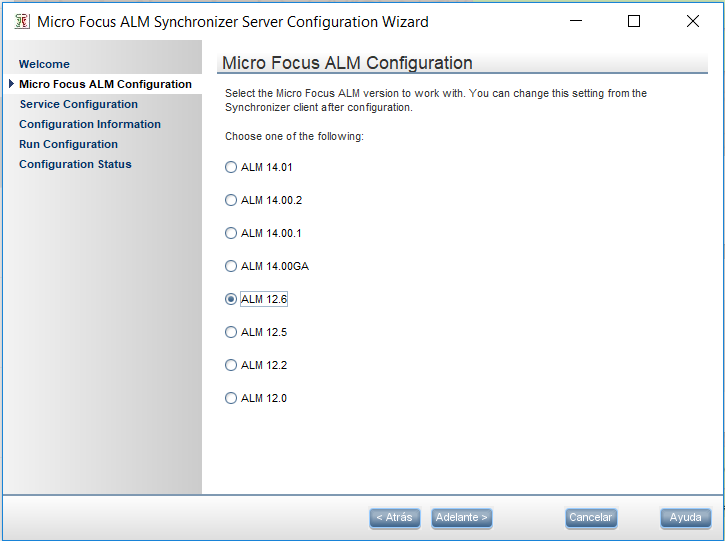 Micro Focus ALM Synchronizer Server Configuration Wizard
Welcome
Micro Focus ALM Configuration
Service Configuration
Configuration Information
Run Configuration
Configuration Status
Micro Focus ALM Configuration
Select the Micro Focus ALM version to work with. You can change this setting from the
Synchronizer client after configuration.
Choose one of the following:
ALM 14.01
ALM 14.00.2
ALM 14.00.1
ALM 14.00GA
ALM 12.6
ALM 12.5
ALM 12.2
ALM 12.0
< Atrás
Adelante >
Cancelar
Ayuda